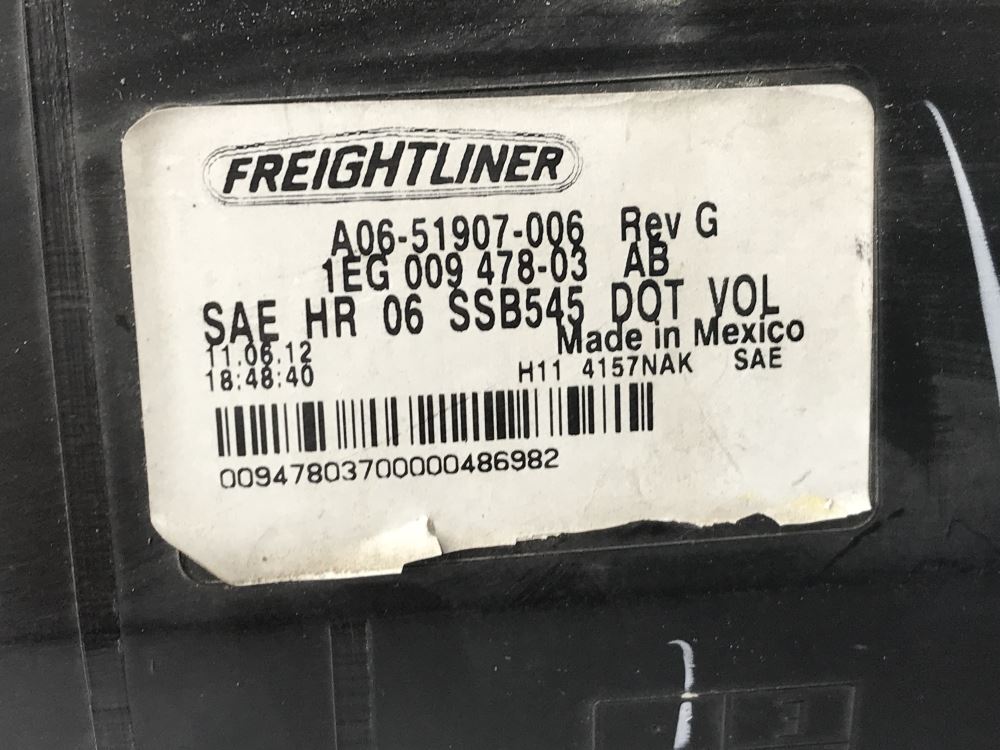 FREIGHTLINER
A06-51907-006 Rev G
1EG 009 478-03 AB
SAE HR 06 SSB545 DOT VOL
Made in Mexico
11.06.12
18:48:40
H11 4157NAK SAE
00947803700000486982